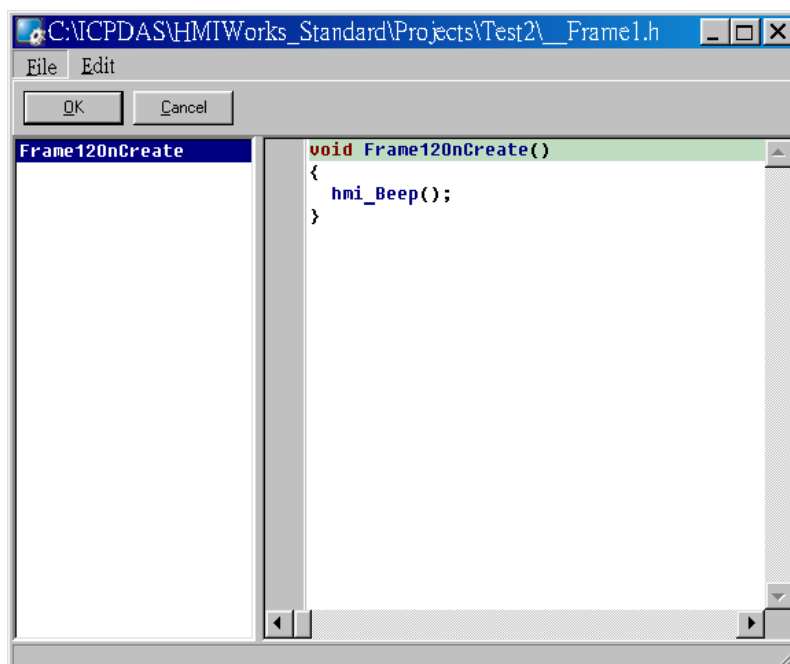 C:\ICPDAS\HMIWorks_Standard\Projects\Test2\__Frame1.h
File Edit
OK Cancel
Frame12OnCreate
void Frame12OnCreate()
{
hmi_Beep();
}